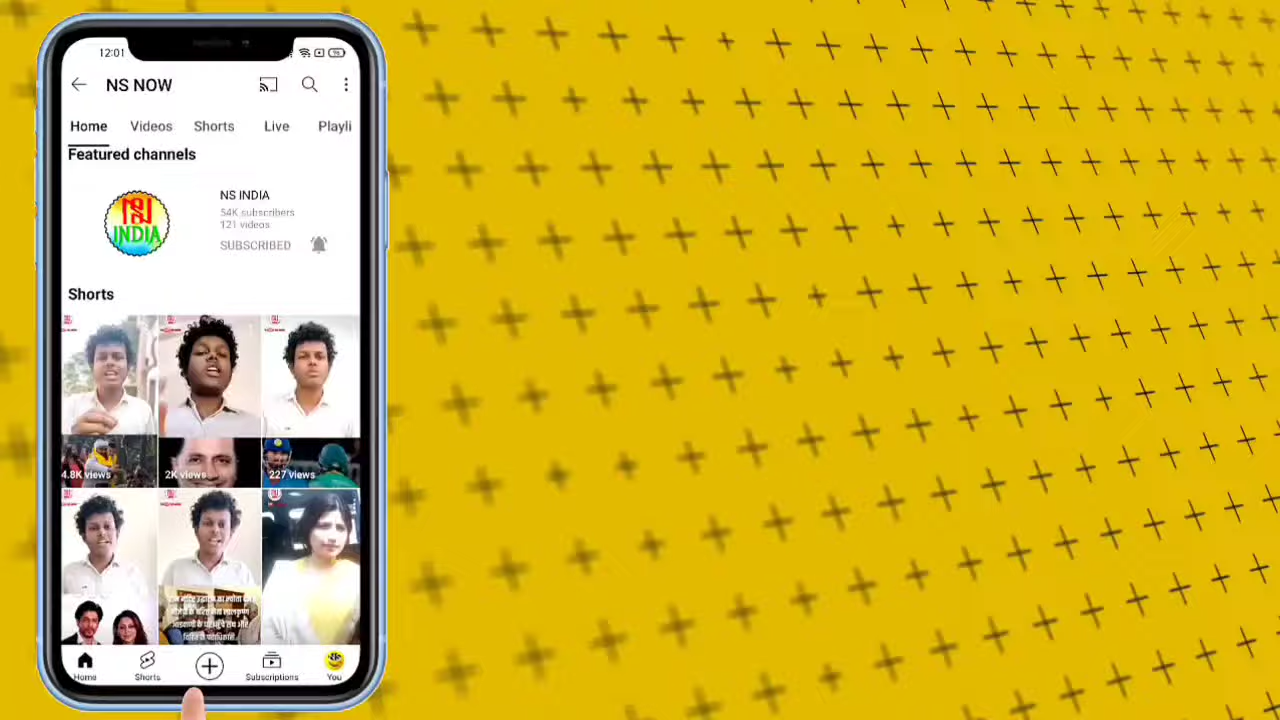 12:01
NS NOW
Home Videos Shorts Live Playli
Featured channels
INDIA
NS INDIA
54K subscribers
121 videos
SUBSCRIBED
Shorts
4.8K views
2K views
227 views
Home Shorts Subscriptions You